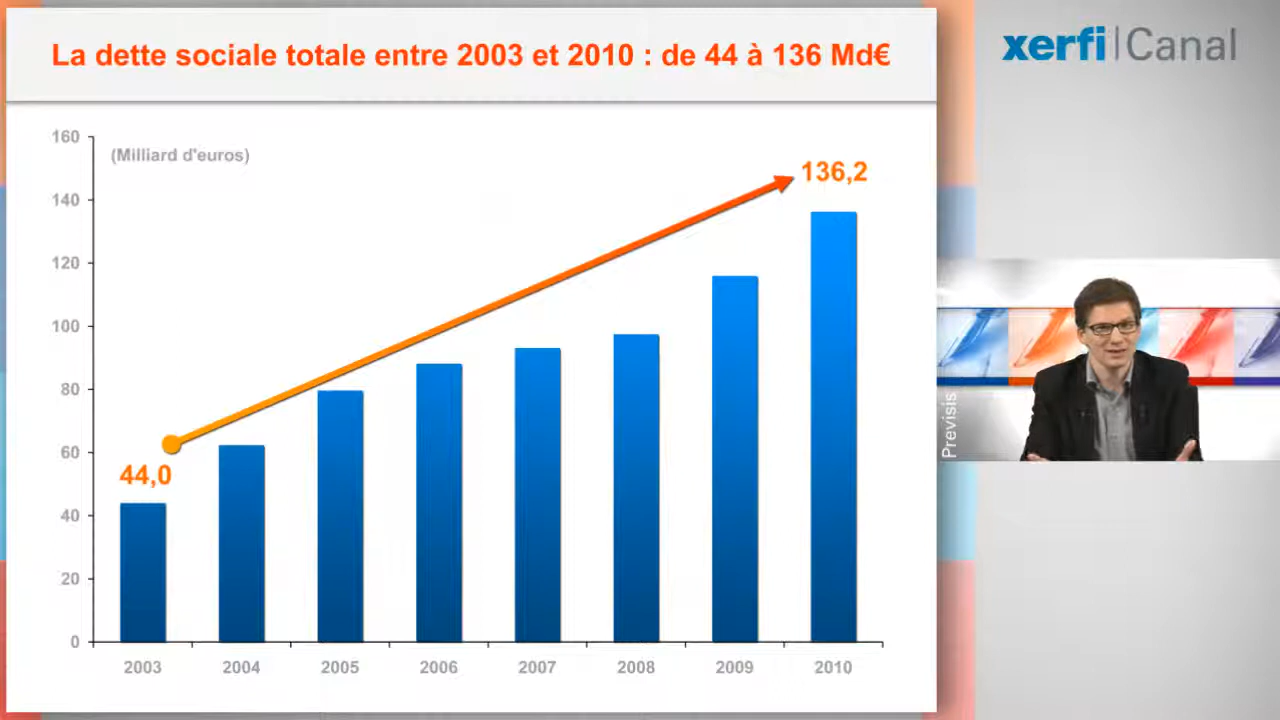 La dette sociale totale entre 2003 et 2010 : de 44 à 136 Md€
xerfi Canal
160
(Milliard d'euros)
136,2
140
120
100
80
60
44,0
40
20
0
2003 2004 2005 2006 2007 2008 2009 2010
Previsis